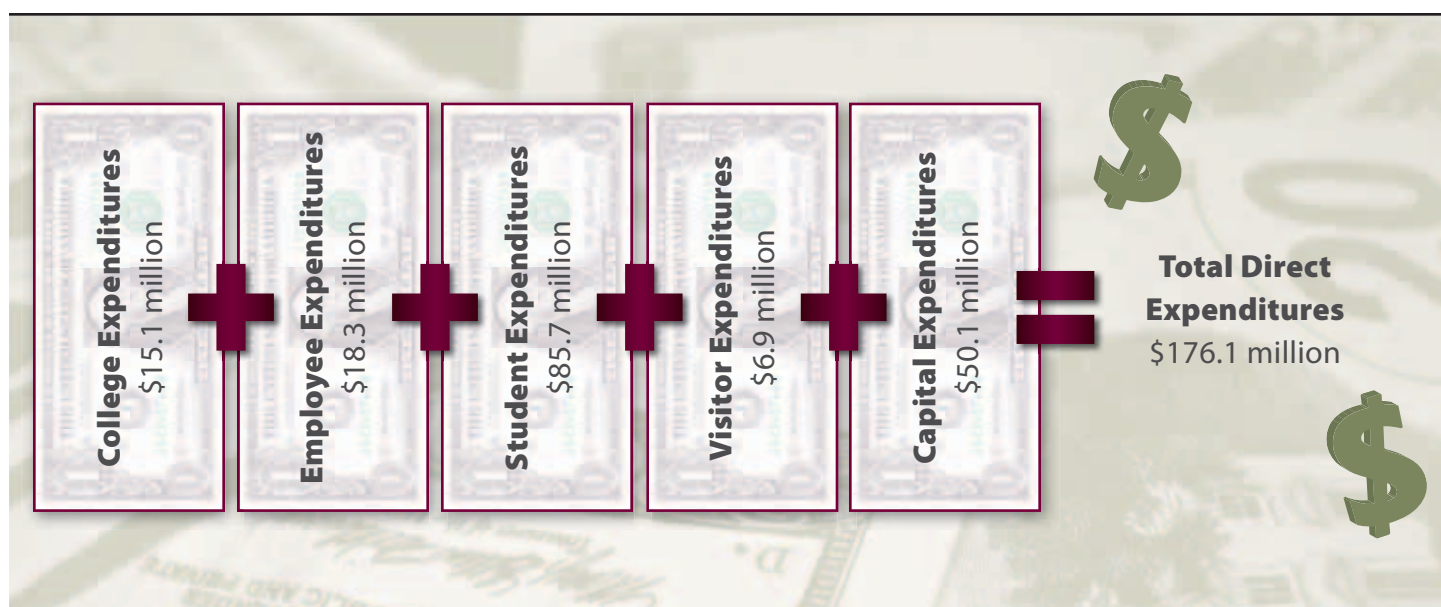 College Expenditures
$15.1 million
Employee Expenditures
$18.3 million
Student Expenditures
$85.7 million
Visitor Expenditures
$6.9 million
Capital Expenditures
$50.1 million
Total Direct
Expenditures
$176.1 million